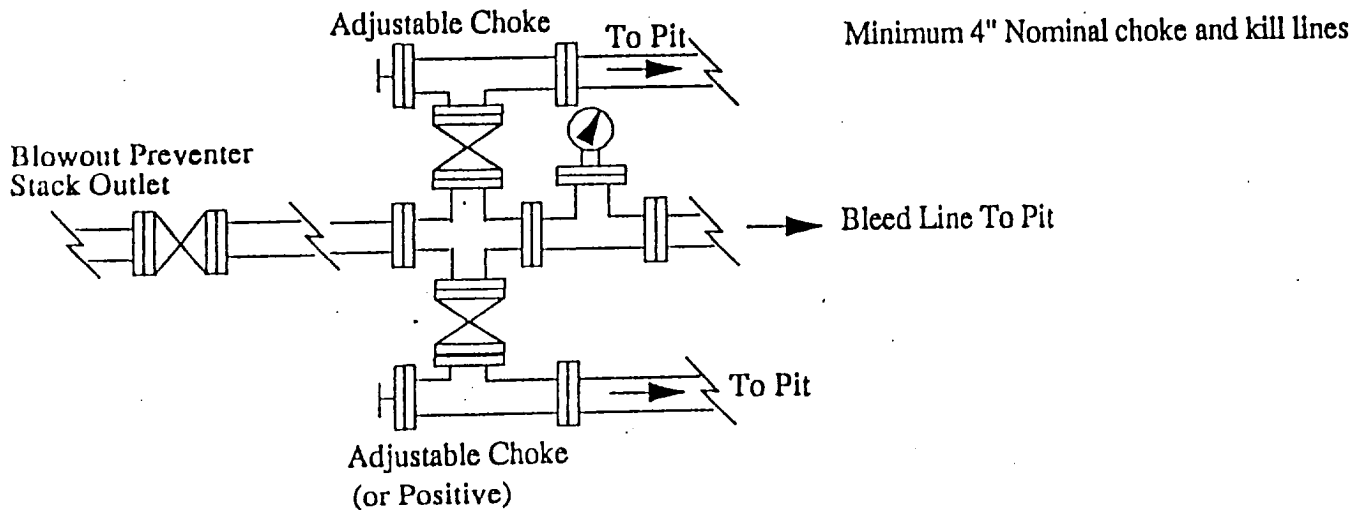 Adjustable Choke
To Pit
Minimum 4" Nominal choke and kill lines
Blowout Preventer
Stack Outlet
Bleed Line To Pit
To Pit
Adjustable Choke
(or Positive)